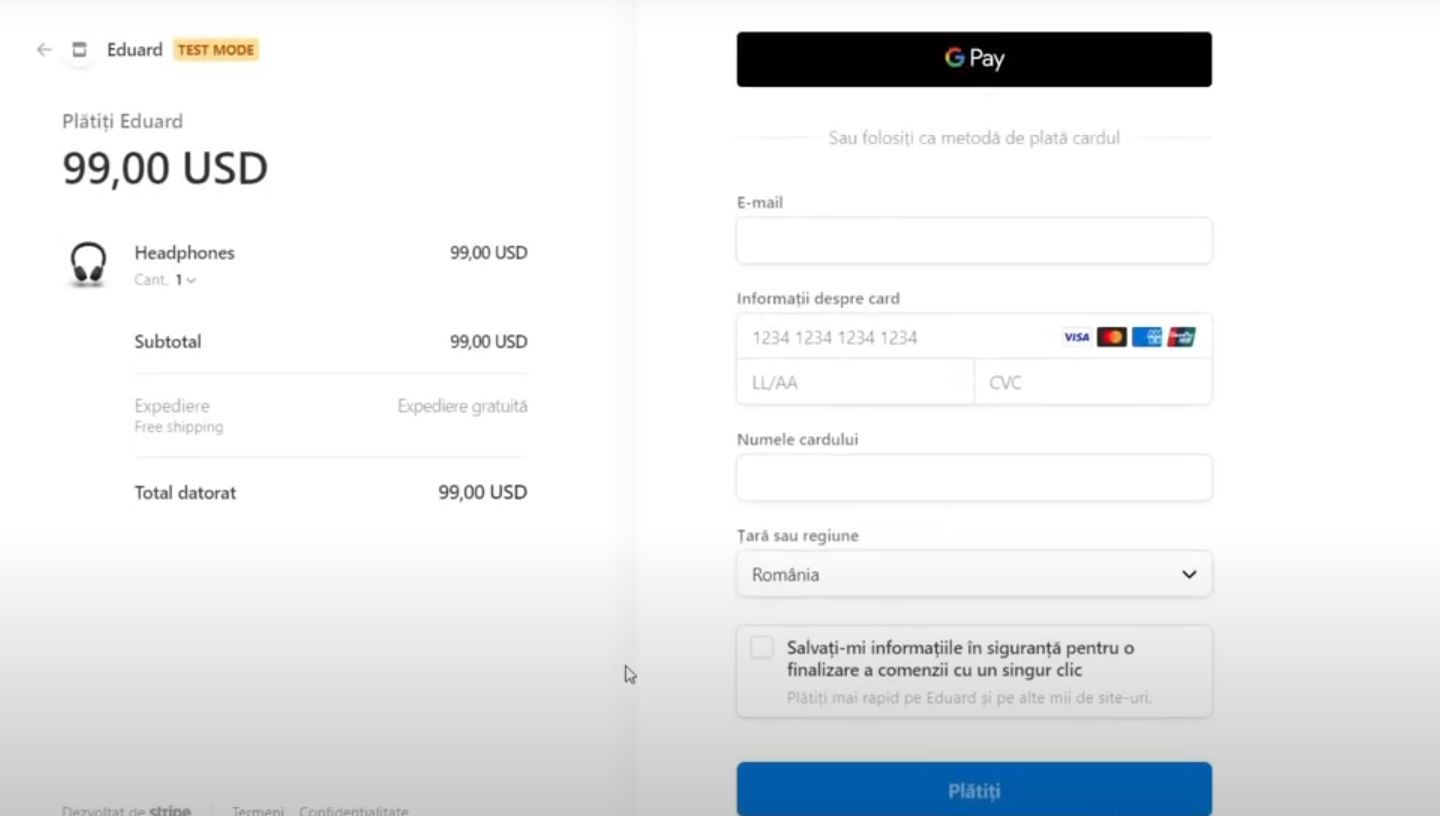 Eduard TEST MODE
Plătiți Eduard
99,00 USD
Headphones 99,00 USD
Cant. 1
Subtotal 99,00 USD
Expediere Expediere gratuită
Free shipping
Total datorat 99,00 USD
Dezvoltat de stripe Termeni Confidențialitate
G Pay
Sau folosiți ca metodă de plată cardul
E-mail
Informații despre card
1234 1234 1234 1234 VISA
LL/AA CVC
Numele cardului
Țară sau regiune
România
Salvați-mi informațiile în siguranță pentru o
finalizare a comenzii cu un singur clic
Plătiți mai rapid pe Eduard și pe alte mii de site-uri.
Plătiți